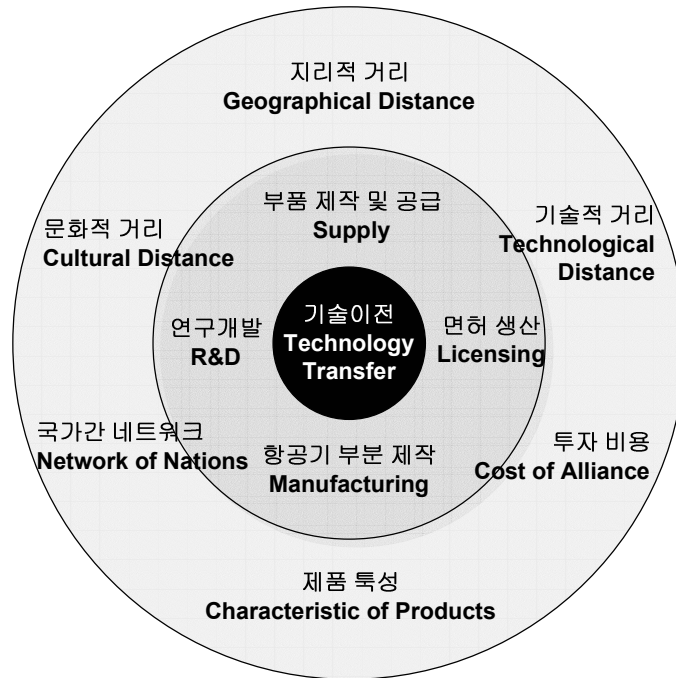 지리적 거리
Geographical Distance
부품 제작 및 공급
Supply
문화적 거리
Cultural Distance
기술적 거리
Technological
Distance
연구개발
R&D
기술이전
Technology
Transfer
면허 생산
Licensing
국가간 네트워크
Network of Nations
항공기 부분 제작
Manufacturing
투자 비용
Cost of Alliance
제품 특성
Characteristic of Products